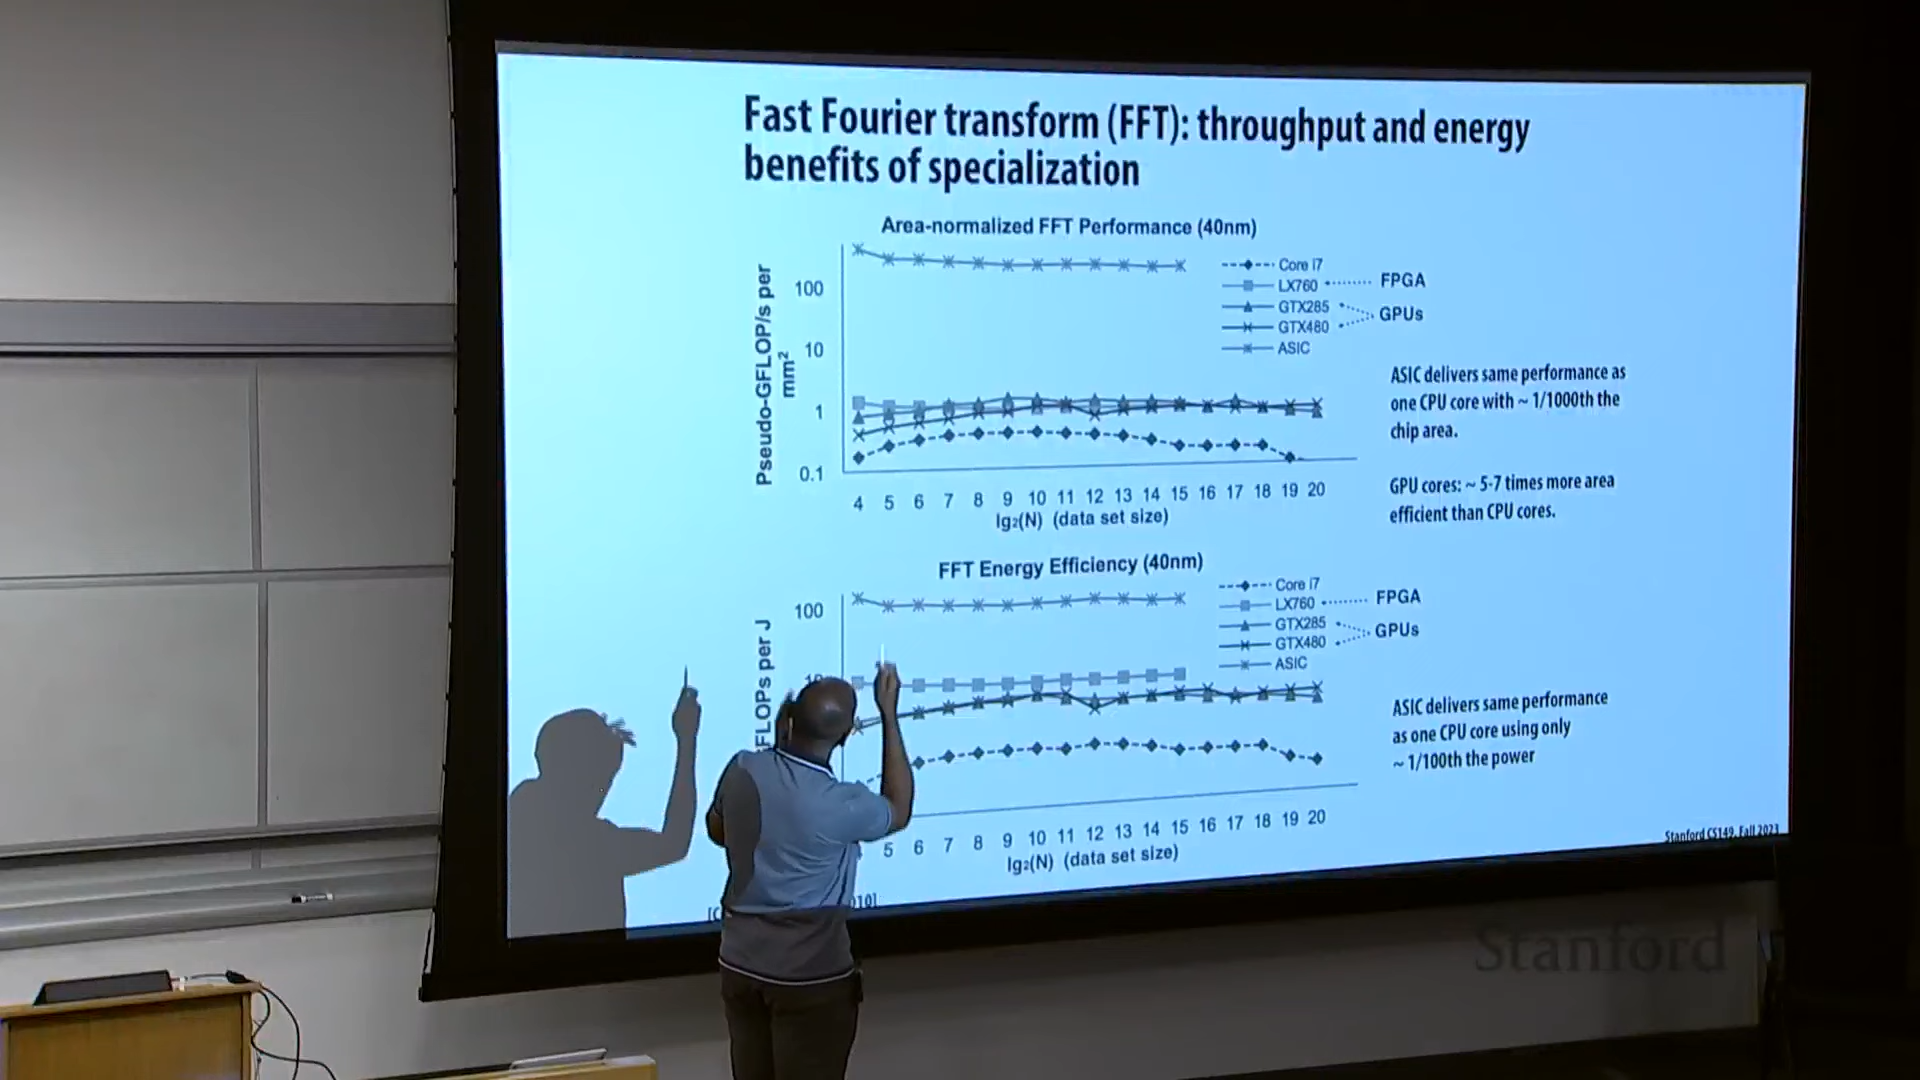 Fast Fourier transform (FFT): throughput and energy
benefits of specialization
Area-normalized FFT Performance (40nm)
Pseudo-GFLOP/s per
mm²
100
10
1
0.1
4 5 6 7 8 9 10 11 12 13 14 15 16 17 18 19 20
lg₂(N) (data set size)
Core i7
LX760
FPGA
GTX285
GTX480
GPUs
ASIC
ASIC delivers same performance as
one CPU core with ~ 1/1000th the
chip area.
GPU cores: ~ 5-7 times more area
efficient than CPU cores.
FFT Energy Efficiency (40nm)
FLOPs per J
100
10
5 6 7 8 9 10 11 12 13 14 15 16 17 18 19 20
lg₂(N) (data set size)
Core i7
LX760
FPGA
GTX285
GTX480
GPUs
ASIC
ASIC delivers same performance
as one CPU core using only
~ 1/100th the power
Stanford CS149, Fall 2023
Stanford